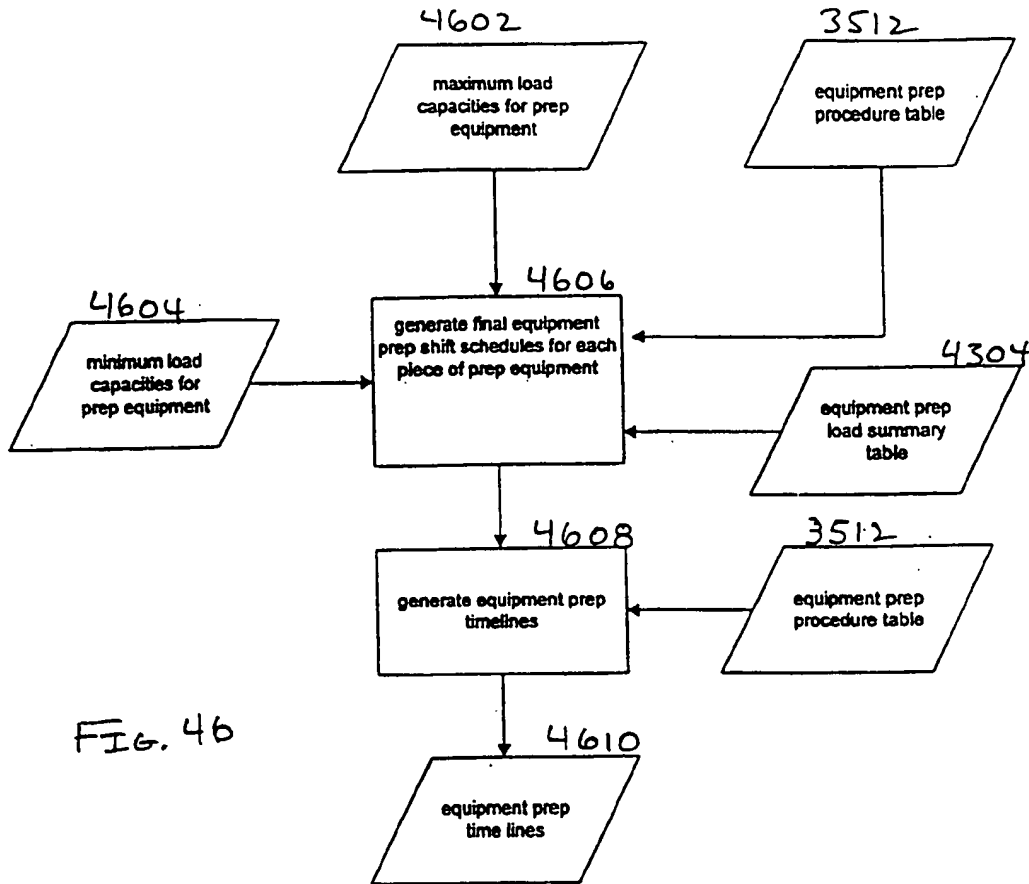 4602
maximum load
capacities for prep
equipment
3512
equipment prep
procedure table
4604
minimum load
capacities for
prep equipment
4606
generate final equipment
prep shift schedules for each
piece of prep equipment
4304
equipment prep
load summary
table
4608
generate equipment prep
timelines
3512
equipment prep
procedure table
FIG. 46
4610
equipment prep
time lines